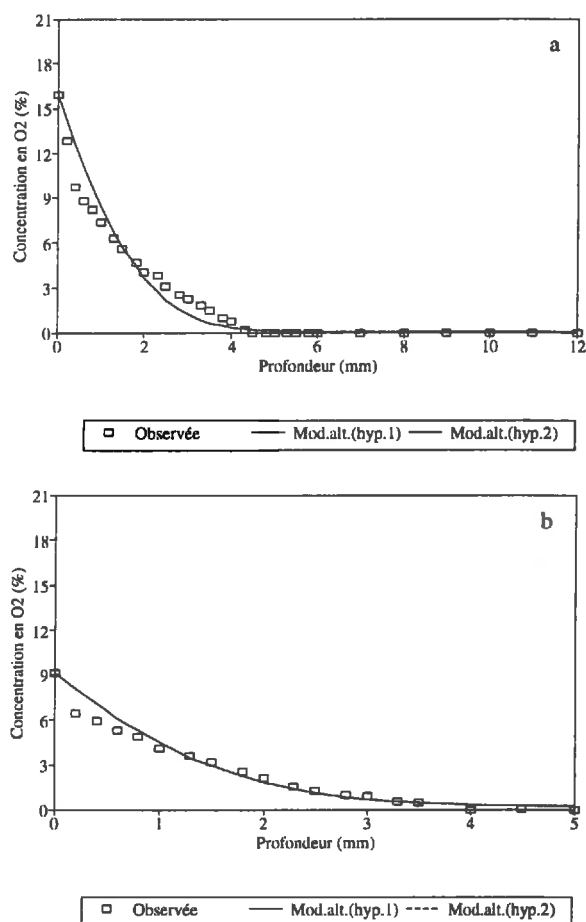 a
21
18
15
12
9
6
3
0
Concentration en O2 (%)
0 2 4 6 8 10 12
Profondeur (mm)
Observée Mod.alt.(hyp.1) Mod.alt.(hyp.2)
b
21
18
15
12
9
6
3
0
Concentration en O2 (%)
0 1 2 3 4 5
Profondeur (mm)
Observée Mod.alt.(hyp.1) Mod.alt.(hyp.2)